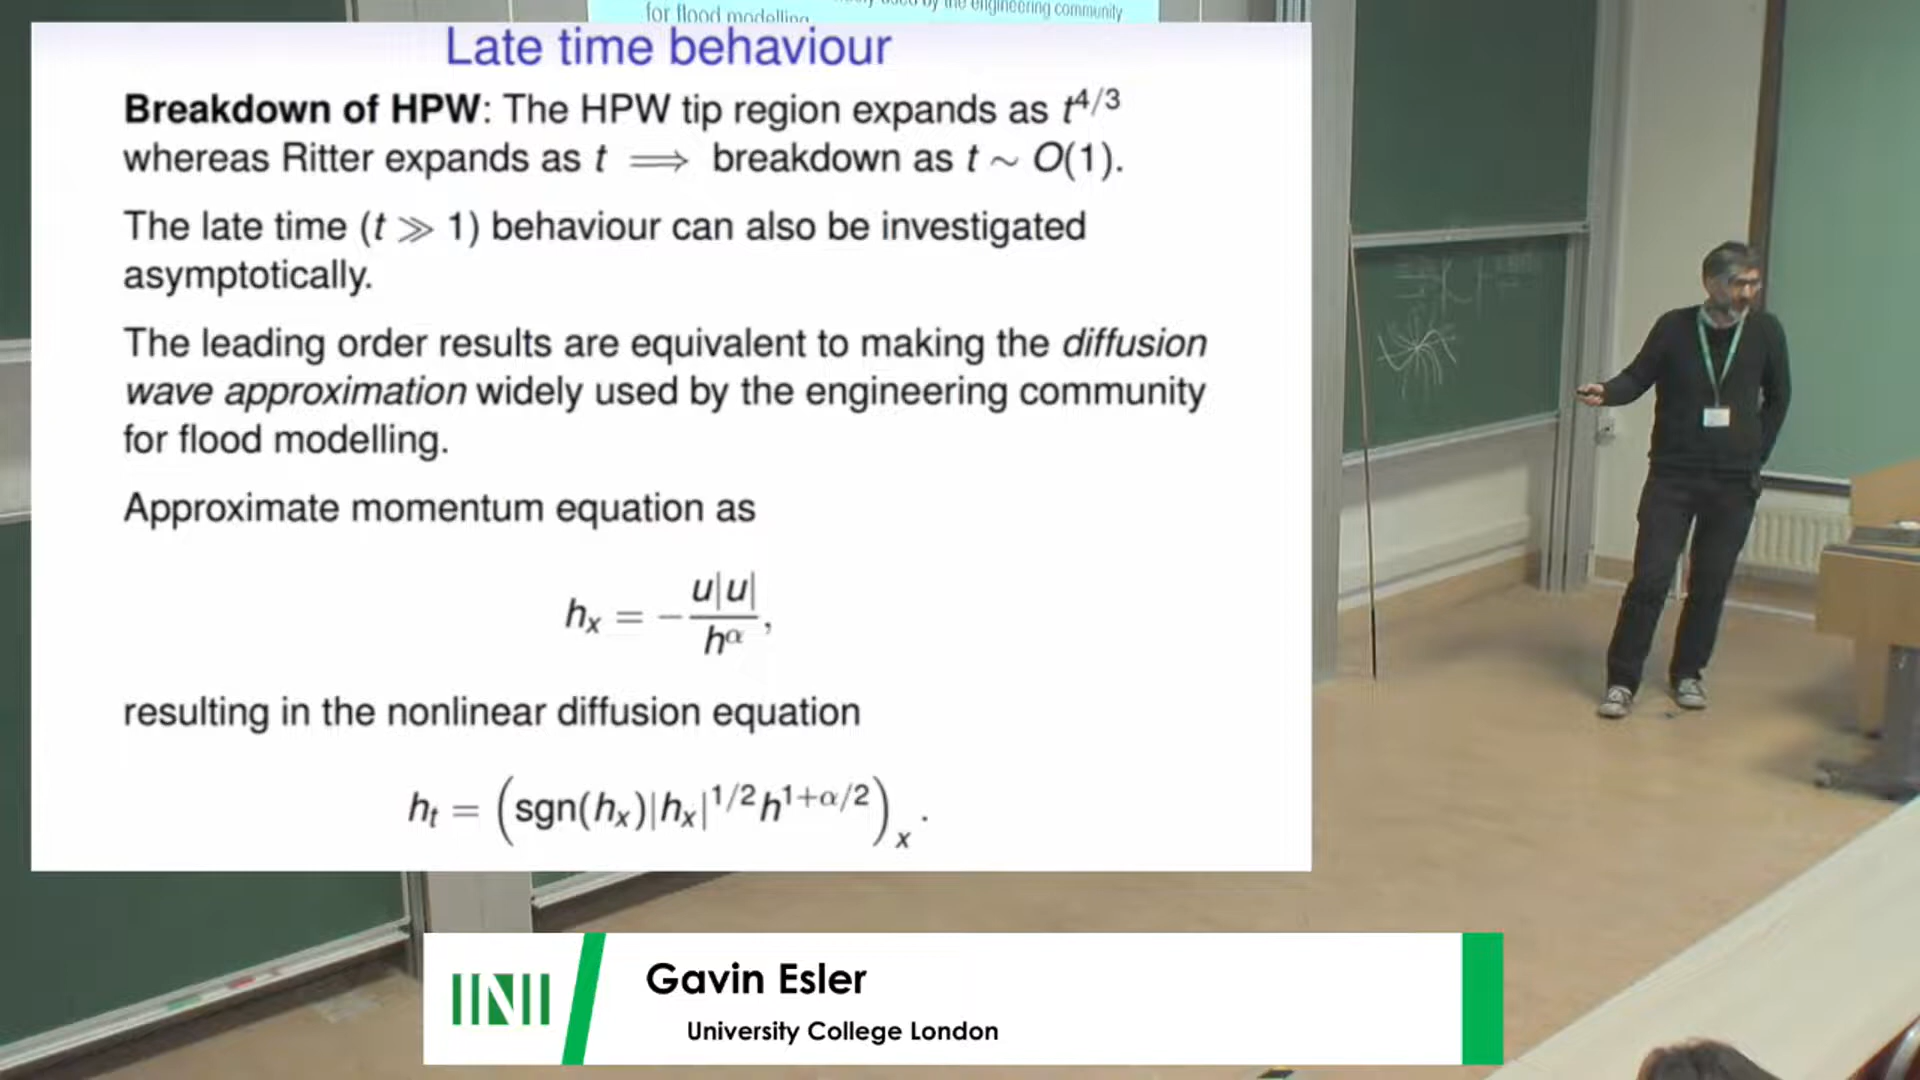 by the engineering community
for flood modelling
Late time behaviour
Breakdown of HPW: The HPW tip region expands as t^{4/3}
whereas Ritter expands as t ⟹ breakdown as t ∼ O(1).
The late time (t ≫ 1) behaviour can also be investigated
asymptotically.
The leading order results are equivalent to making the diffusion
wave approximation widely used by the engineering community
for flood modelling.
Approximate momentum equation as
h_x = − u|u| / h^α ,
resulting in the nonlinear diffusion equation
h_t = (sgn(h_x)|h_x|^{1/2} h^{1+α/2})_x .
Gavin Esler
University College London